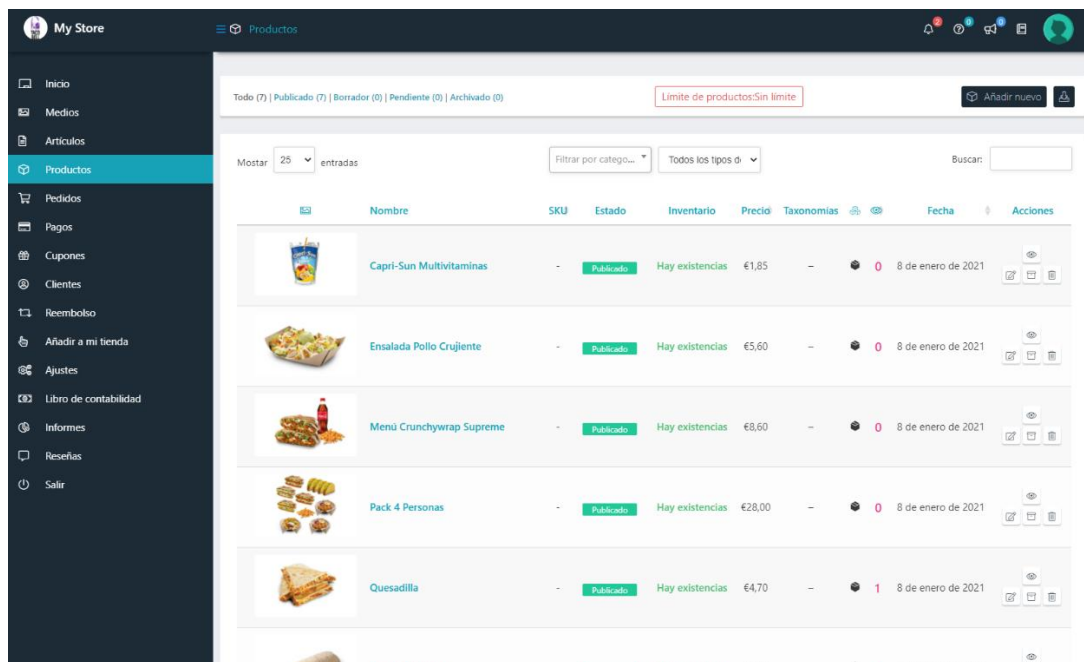 My Store
Productos
2 0 0
Inicio
Medios
Artículos
Productos
Pedidos
Pagos
Cupones
Clientes
Reembolso
Añadir a mi tienda
Ajustes
Libro de contabilidad
Informes
Reseñas
Salir
Todo (7) | Publicado (7) | Borrador (0) | Pendiente (0) | Archivado (0)
Límite de productos:Sin límite
Añadir nuevo
Mostar 25 entradas
Filtrar por catego...
Todos los tipos d
Buscar:
Nombre SKU Estado Inventario Precio Taxonomías Fecha Acciones
Capri-Sun Multivitaminas - Publicado Hay existencias €1,85 – 0 8 de enero de 2021
Ensalada Pollo Crujiente - Publicado Hay existencias €5,60 – 0 8 de enero de 2021
Menú Crunchywrap Supreme - Publicado Hay existencias €8,60 – 0 8 de enero de 2021
Pack 4 Personas - Publicado Hay existencias €28,00 – 0 8 de enero de 2021
Quesadilla - Publicado Hay existencias €4,70 – 1 8 de enero de 2021